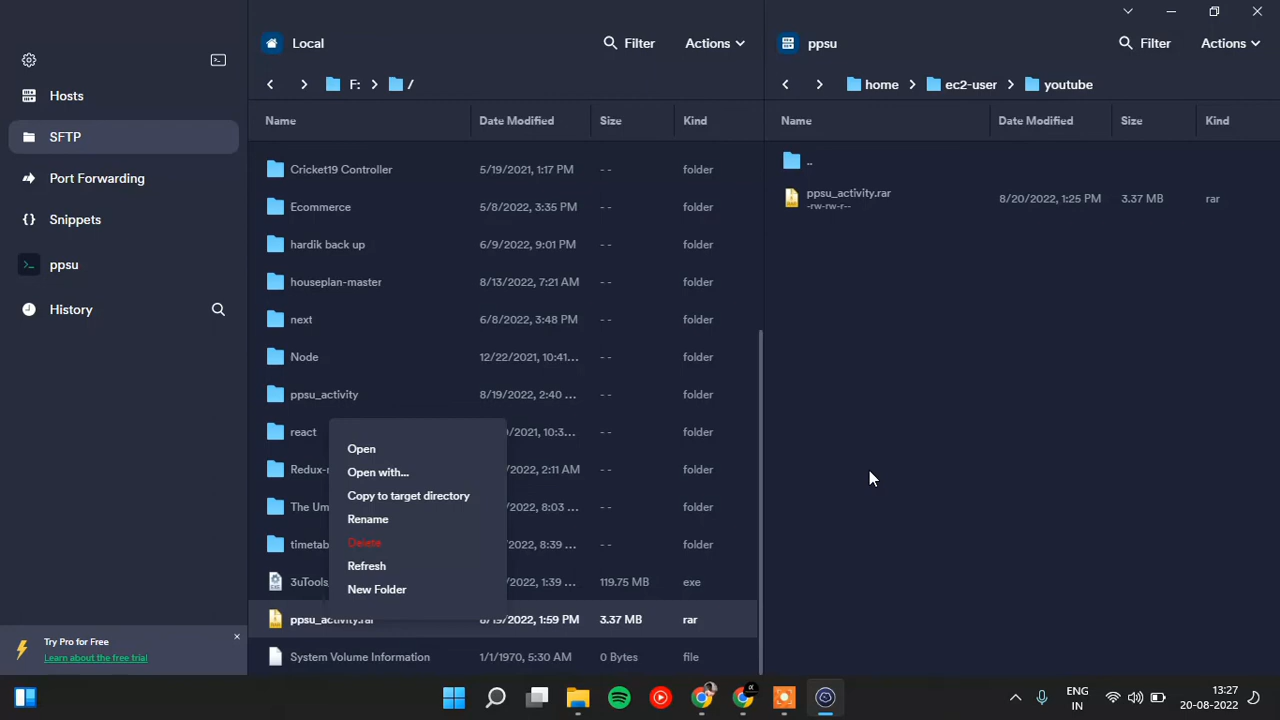 Hosts
SFTP
Port Forwarding
Snippets
ppsu
History
Try Pro for Free
Learn about the free trial
Local
Filter
Actions
F:
/
Name Date Modified Size Kind
Cricket19 Controller 5/19/2021, 1:17 PM - - folder
Ecommerce 5/8/2022, 3:35 PM - - folder
hardik back up 6/9/2022, 9:01 PM - - folder
houseplan-master 8/13/2022, 7:21 AM - - folder
next 6/8/2022, 3:48 PM - - folder
Node 12/22/2021, 10:41... - - folder
ppsu_activity 8/19/2022, 2:40 ... - - folder
react 0/2021, 10:3... - - folder
Redux- 2022, 2:11 AM - - folder
The Um 2022, 8:03 ... - - folder
timetab 2022, 8:39 ... - - folder
3uTools 2022, 1:39 ... 119.75 MB exe
ppsu_activity.rar 8/19/2022, 1:59 PM 3.37 MB rar
System Volume Information 1/1/1970, 5:30 AM 0 Bytes file
Open
Open with...
Copy to target directory
Rename
Delete
Refresh
New Folder
ppsu
Filter
Actions
home
ec2-user
youtube
Name Date Modified Size Kind
..
ppsu_activity.rar 8/20/2022, 1:25 PM 3.37 MB rar
-rw-rw-r--
ENG
IN
13:27
20-08-2022